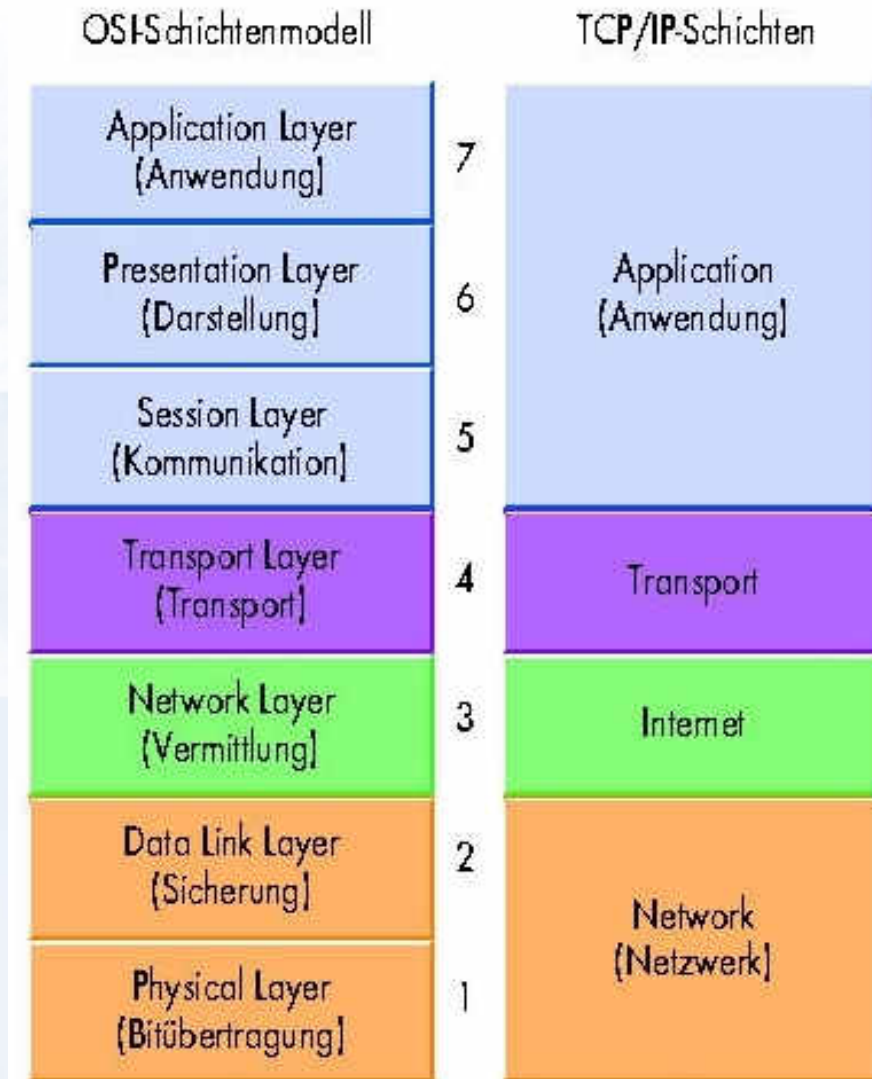 OSI-Schichtenmodell
TCP/IP-Schichten
Application Layer
(Anwendung)
7
Presentation Layer
(Darstellung)
6
Session Layer
(Kommunikation)
5
Application
(Anwendung)
Transport Layer
(Transport)
4
Transport
Network Layer
(Vermittlung)
3
Internet
Data Link Layer
(Sicherung)
2
Physical Layer
(Bitübertragung)
1
Network
(Netzwerk)